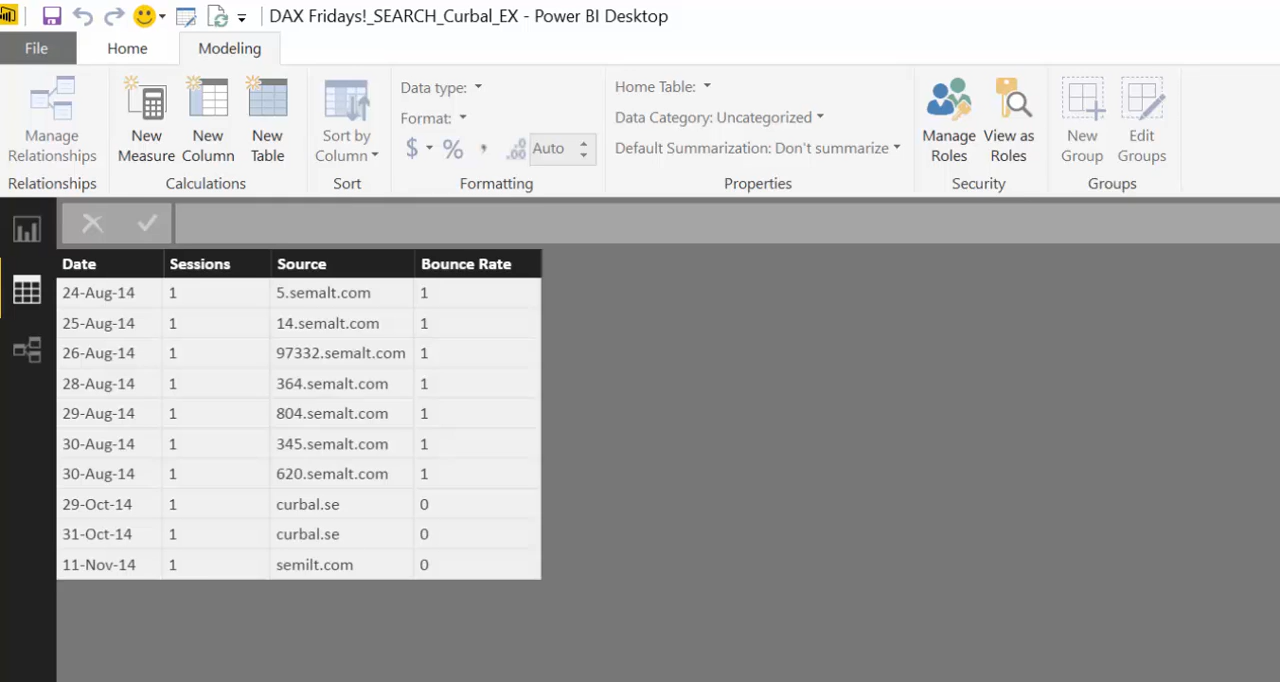 DAX Fridays!_SEARCH_Curbal_EX - Power BI Desktop
File Home Modeling
Manage Relationships
New Measure
New Column
New Table
Sort by Column
Data type:
Format:
$ % , .00 Auto
Home Table:
Data Category: Uncategorized
Default Summarization: Don't summarize
Manage Roles
View as Roles
New Group
Edit Groups
Relationships Calculations Sort Formatting Properties Security Groups
Date Sessions Source Bounce Rate
24-Aug-14 1 5.semalt.com 1
25-Aug-14 1 14.semalt.com 1
26-Aug-14 1 97332.semalt.com 1
28-Aug-14 1 364.semalt.com 1
29-Aug-14 1 804.semalt.com 1
30-Aug-14 1 345.semalt.com 1
30-Aug-14 1 620.semalt.com 1
29-Oct-14 1 curbal.se 0
31-Oct-14 1 curbal.se 0
11-Nov-14 1 semilt.com 0